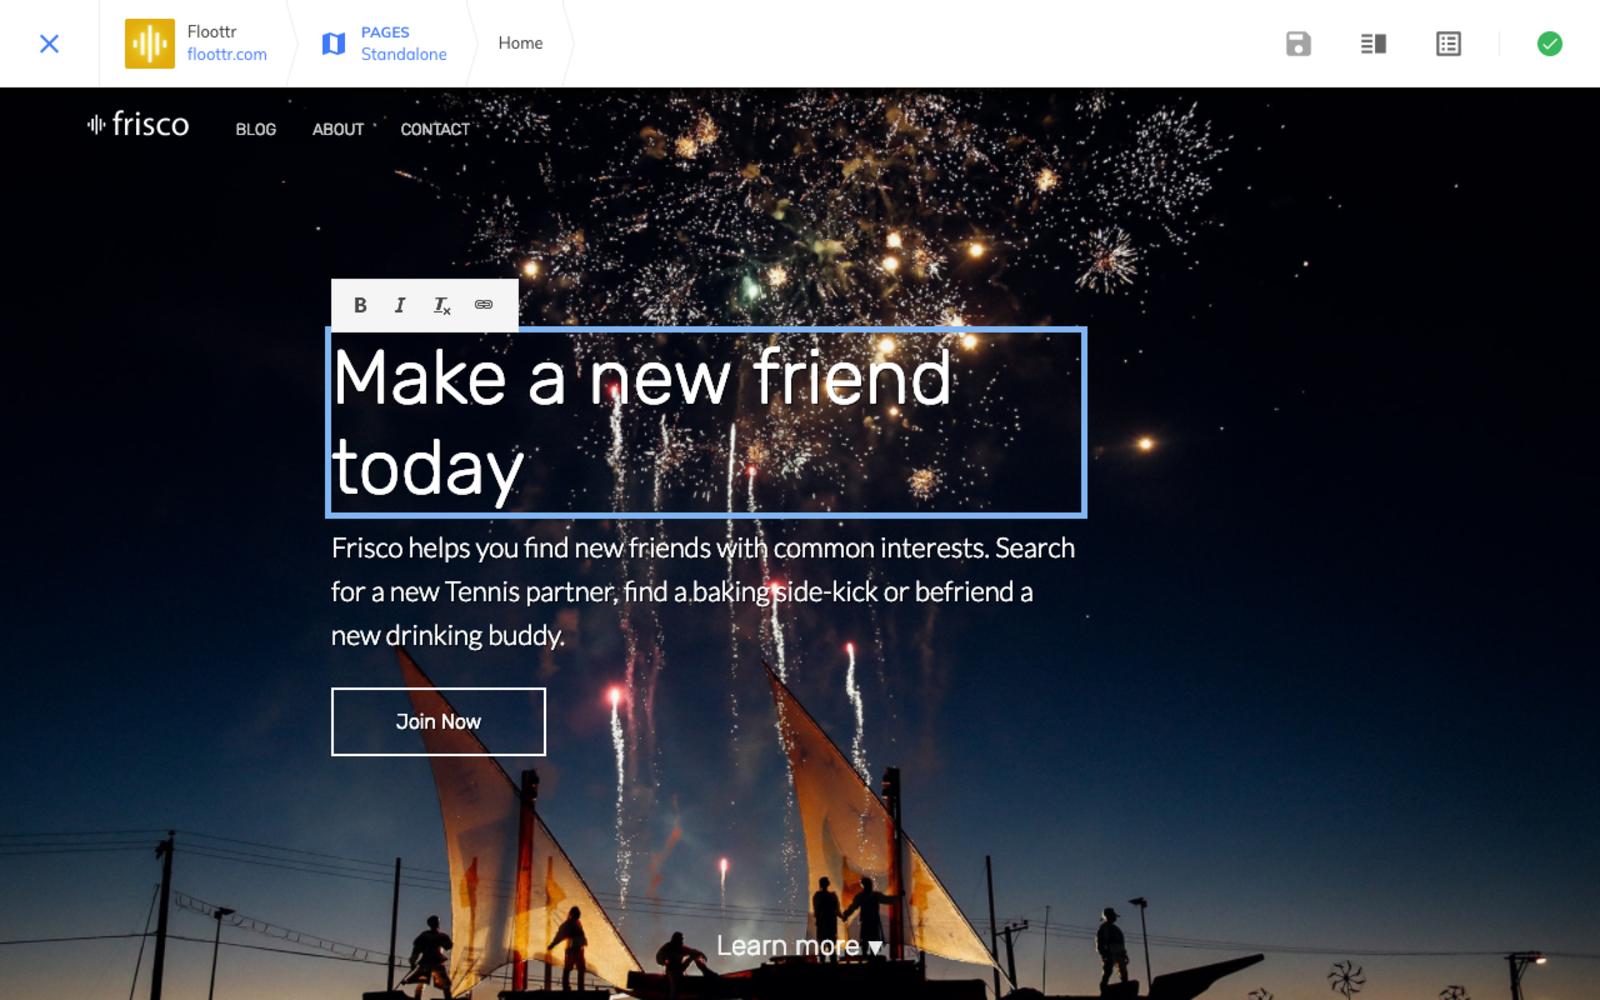 Floottr
floottr.com
PAGES
Standalone
Home
frisco
BLOG
ABOUT
CONTACT
B I Tx
Make a new friend
today
Frisco helps you find new friends with common interests. Search
for a new Tennis partner, find a baking side-kick or befriend a
new drinking buddy.
Join Now
Learn more ▾